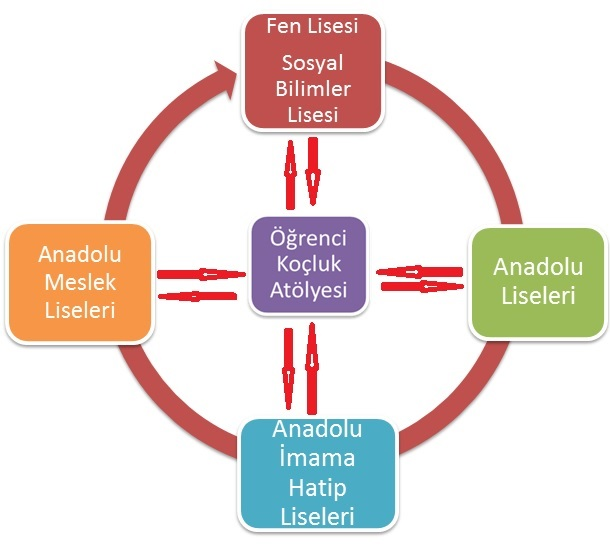 Fen Lisesi
Sosyal
Bilimler
Lisesi
Anadolu
Meslek
Liseleri
Öğrenci
Koçluk
Atölyesi
Anadolu
Liseleri
Anadolu
İmama
Hatip
Liseleri